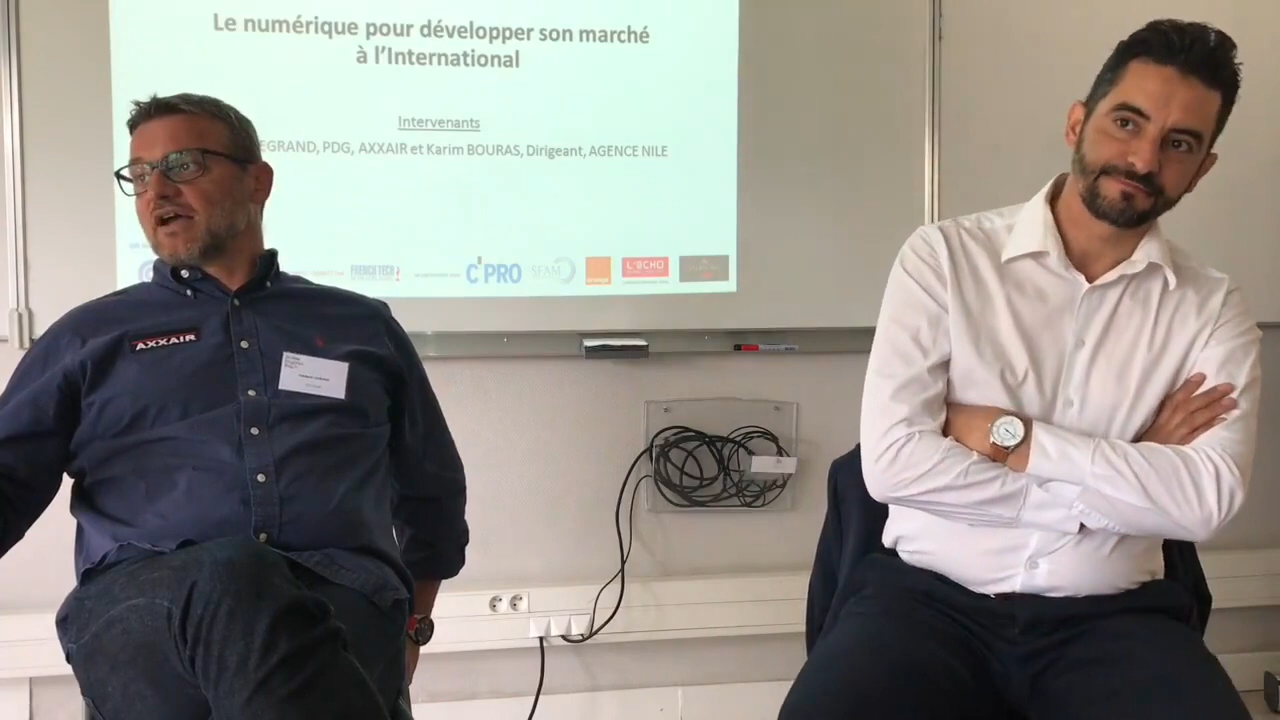 Le numérique pour développer son marché
à l'International
Intervenants
EGRAND, PDG, AXXAIR et Karim BOURAS, Dirigeant, AGENCE NILE
FRENCH TECH
C'PRO
SFAM
orange
L'ECHO
AXXAIR